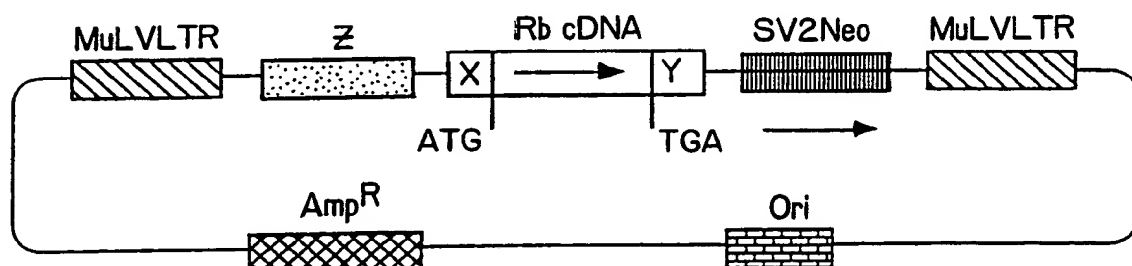 MuLVLTR
Z
Rb cDNA
SV2Neo
MuLVLTR
X
Y
ATG
TGA
Amp^R
Ori